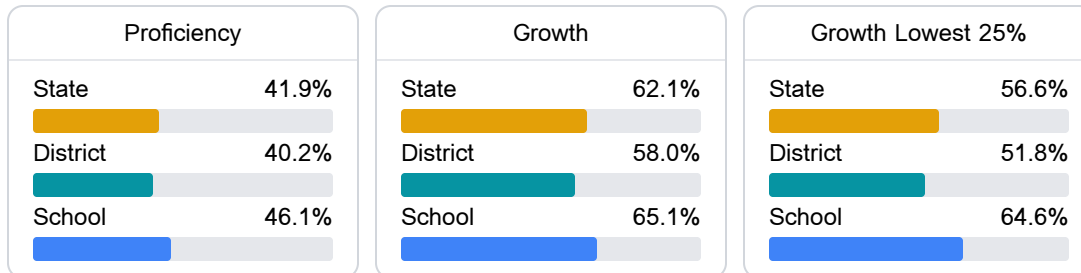 Proficiency
State 41.9%
District 40.2%
School 46.1%
Growth
State 62.1%
District 58.0%
School 65.1%
Growth Lowest 25%
State 56.6%
District 51.8%
School 64.6%